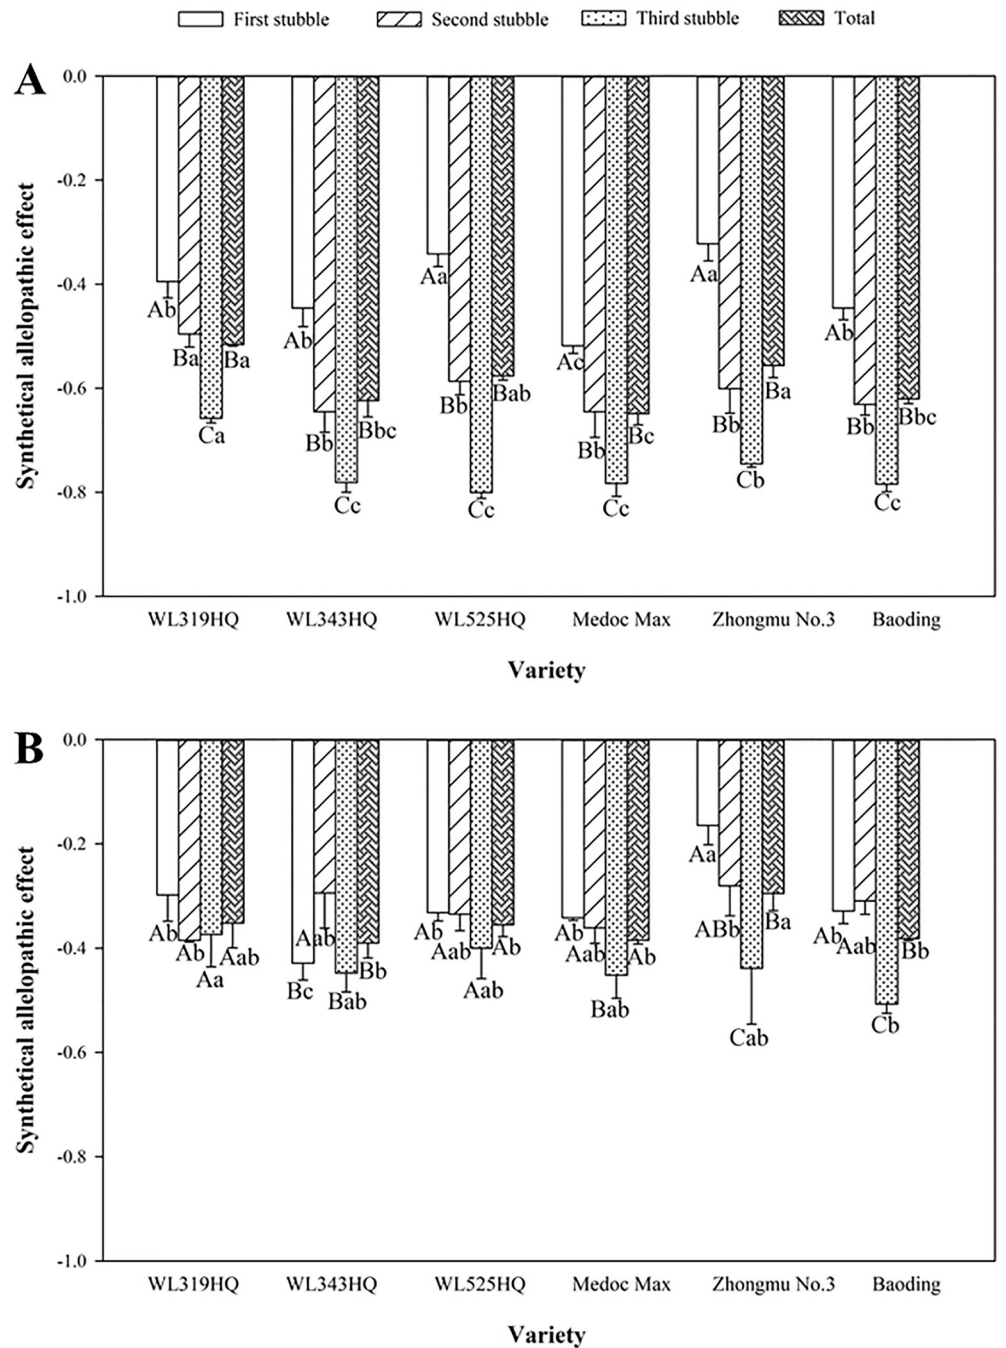 First stubble Second stubble Third stubble Total
A
0.0
-0.2
-0.4
-0.6
-0.8
-1.0
Synthetical allelopathic effect
Ab Ba Ca Ba
Ab Bb Cc Bbc
Aa Bb Cc Bab
Ac Bb Cc Bc
Aa Bb Cb Ba
Ab Bb Cc Bbc
WL319HQ WL343HQ WL525HQ Medoc Max Zhongmu No.3 Baoding
Variety
B
0.0
-0.2
-0.4
-0.6
-0.8
-1.0
Synthetical allelopathic effect
Ab Ab Aa Aab
Bc Aab Bab Bb
Ab Aab Aab Ab
Ab Aab Bab Ab
Aa ABb Cab Ba
Ab Aab Cb Bb
WL319HQ WL343HQ WL525HQ Medoc Max Zhongmu No.3 Baoding
Variety